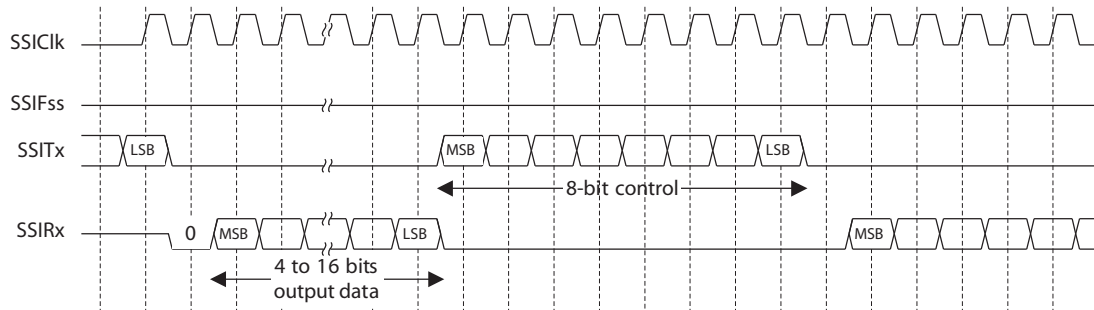 SSIClk
SSIFss
SSITx
LSB
MSB
LSB
8-bit control
SSIRx
0
MSB
LSB
MSB
4 to 16 bits
output data